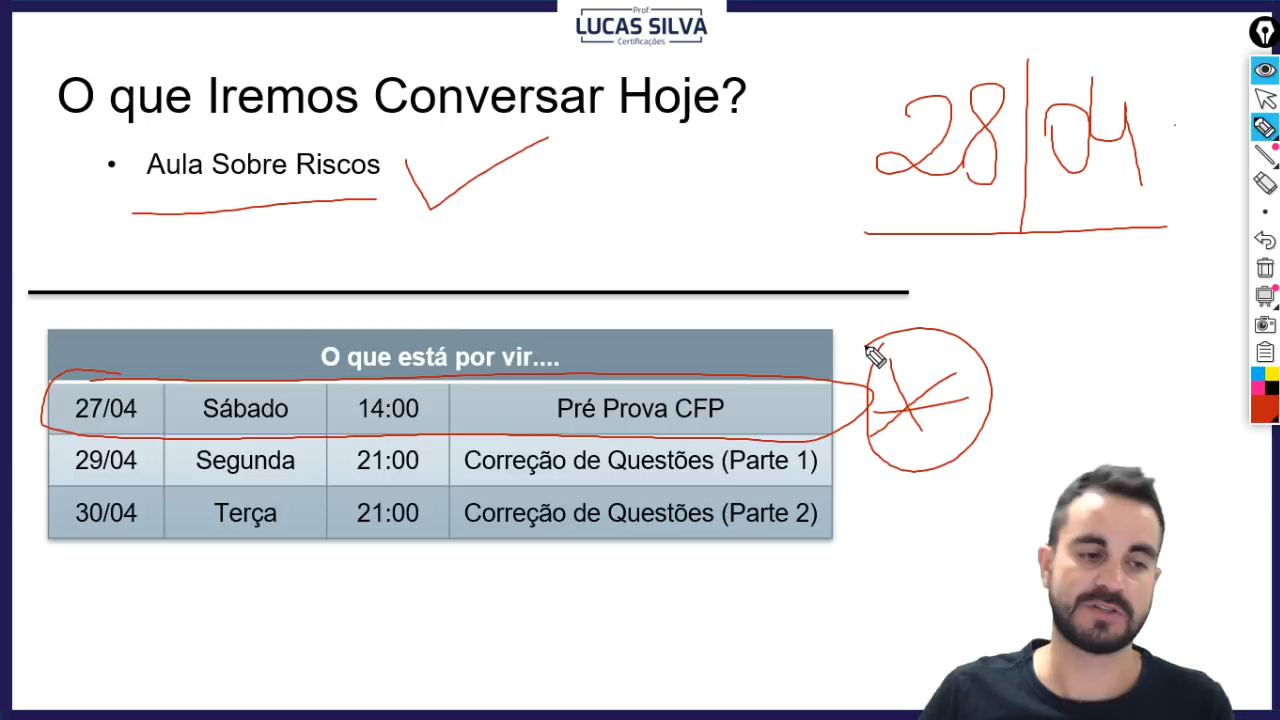 Prof.
LUCAS SILVA
Certificações
O que Iremos Conversar Hoje?
• Aula Sobre Riscos
28 | 04
O que está por vir....
27/04 Sábado 14:00 Pré Prova CFP
29/04 Segunda 21:00 Correção de Questões (Parte 1)
30/04 Terça 21:00 Correção de Questões (Parte 2)